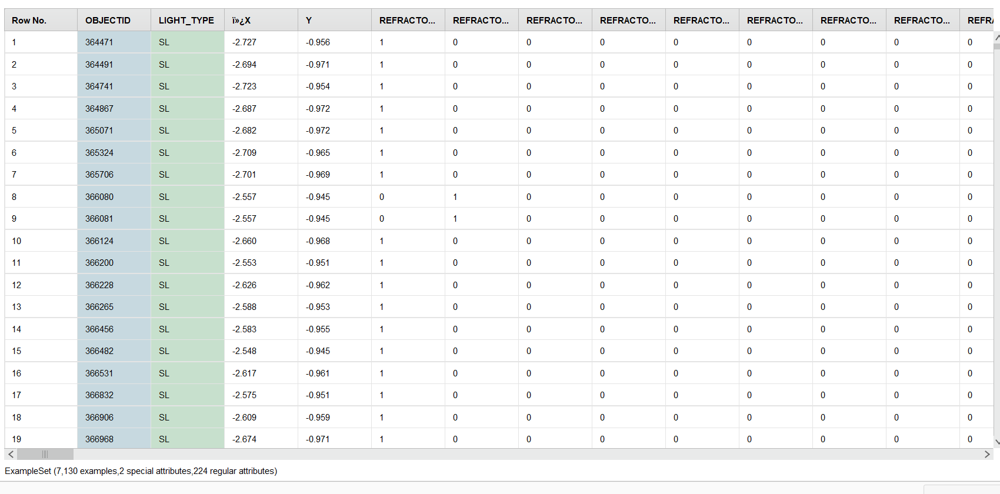 Row No. OBJECTID LIGHT_TYPE ï»¿X Y REFRACTO... REFRACTO... REFRACTO... REFRACTO... REFRACTO... REFRACTO... REFRACTO... REFRACTO... REFRA
1 364471 SL -2.727 -0.956 1 0 0 0 0 0 0 0 0
2 364491 SL -2.694 -0.971 1 0 0 0 0 0 0 0 0
3 364741 SL -2.723 -0.954 1 0 0 0 0 0 0 0 0
4 364867 SL -2.687 -0.972 1 0 0 0 0 0 0 0 0
5 365071 SL -2.682 -0.972 1 0 0 0 0 0 0 0 0
6 365324 SL -2.709 -0.965 1 0 0 0 0 0 0 0 0
7 365706 SL -2.701 -0.969 1 0 0 0 0 0 0 0 0
8 366080 SL -2.557 -0.945 0 1 0 0 0 0 0 0 0
9 366081 SL -2.557 -0.945 0 1 0 0 0 0 0 0 0
10 366124 SL -2.660 -0.968 1 0 0 0 0 0 0 0 0
11 366200 SL -2.553 -0.951 1 0 0 0 0 0 0 0 0
12 366228 SL -2.626 -0.962 1 0 0 0 0 0 0 0 0
13 366265 SL -2.588 -0.953 1 0 0 0 0 0 0 0 0
14 366456 SL -2.583 -0.955 1 0 0 0 0 0 0 0 0
15 366482 SL -2.548 -0.945 1 0 0 0 0 0 0 0 0
16 366531 SL -2.617 -0.961 1 0 0 0 0 0 0 0 0
17 366832 SL -2.575 -0.951 1 0 0 0 0 0 0 0 0
18 366906 SL -2.609 -0.959 1 0 0 0 0 0 0 0 0
19 366968 SL -2.674 -0.971 1 0 0 0 0 0 0 0 0
ExampleSet (7,130 examples,2 special attributes,224 regular attributes)